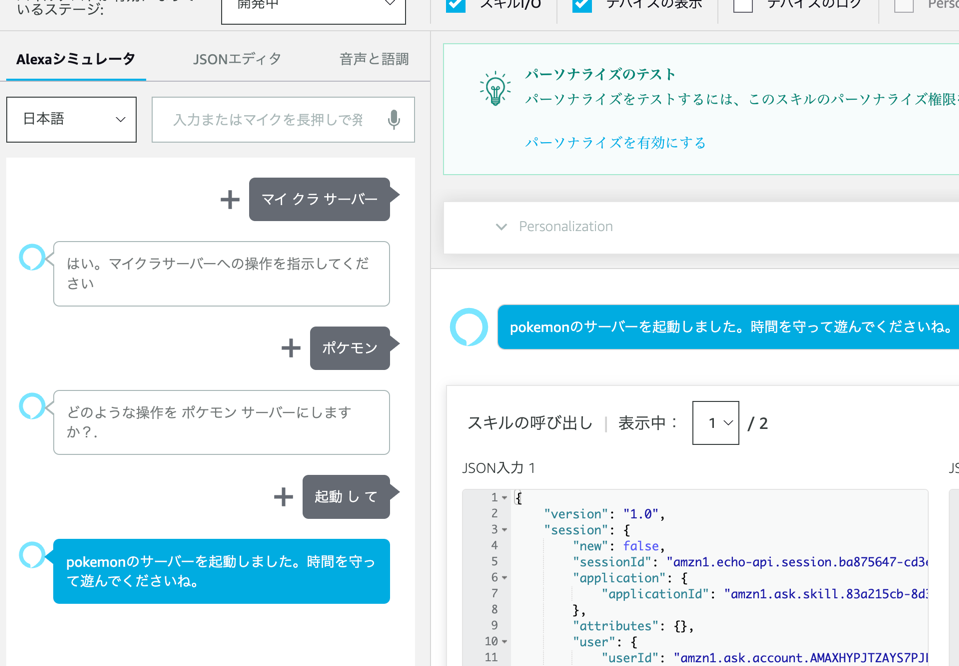 いるステージ:
開発中
スキルI/O
デバイスの表示
デバイスのログ
Alexaシミュレータ
JSONエディタ
音声と語調
日本語
入力またはマイクを長押しで発
マイ クラ サーバー
はい。マイクラサーバーへの操作を指示してくだ
さい
ポケモン
どのような操作を ポケモン サーバーにします
か？.
起動 し て
pokemonのサーバーを起動しました。時間を守っ
て遊んでくださいね。
パーソナライズのテスト
パーソナライズをテストするには、このスキルのパーソナライズ権限を
パーソナライズを有効にする
Personalization
pokemonのサーバーを起動しました。時間を守って遊んでくださいね。
スキルの呼び出し | 表示中： 1 / 2
JSON入力 1
1 {
2 "version": "1.0",
3 "session": {
4 "new": false,
5 "sessionId": "amzn1.echo-api.session.ba875647-cd3
6 "application": {
7 "applicationId": "amzn1.ask.skill.83a215cb-8d3
8 },
9 "attributes": {},
10 "user": {
11 "userId": "amzn1.ask.account.AMAXHYPJTZAYS7PJ